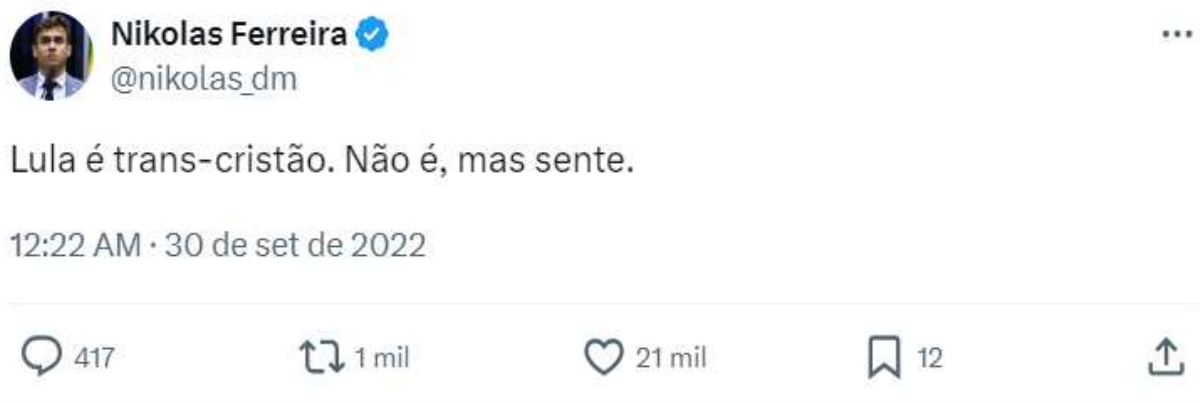 Nikolas Ferreira
@nikolas_dm
Lula é trans-cristão. Não é, mas sente.
12:22 AM · 30 de set de 2022
417 1 mil 21 mil 12